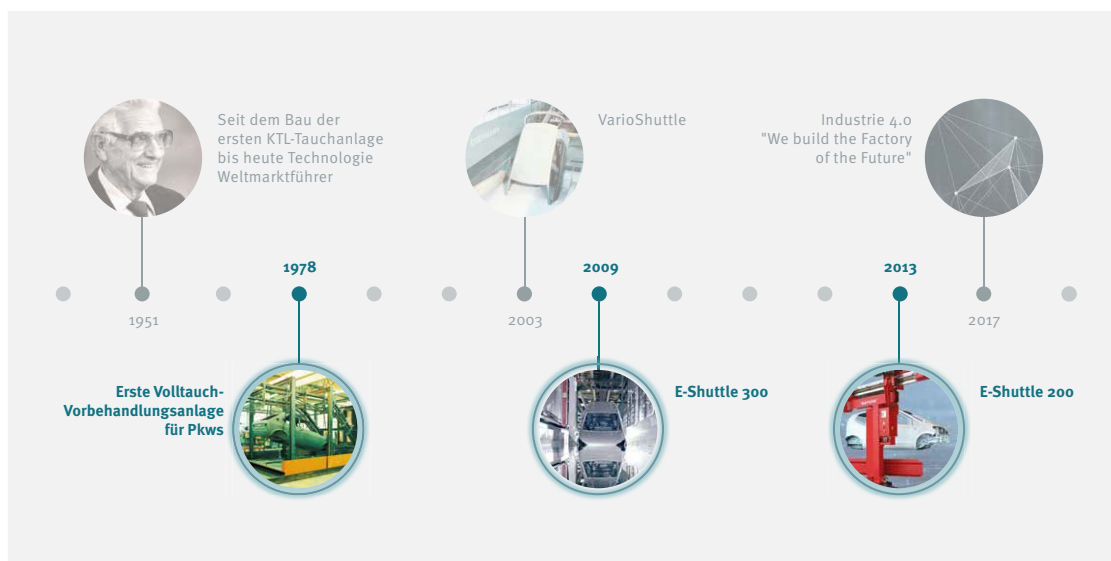 Seit dem Bau der
ersten KTL-Tauchanlage
bis heute Technologie
Weltmarktführer
VarioShuttle
Industrie 4.0
"We build the Factory
of the Future"
1978
2009
2013
1951
2003
2017
Erste Volltauch-
Vorbehandlungsanlage
für Pkws
E-Shuttle 300
E-Shuttle 200